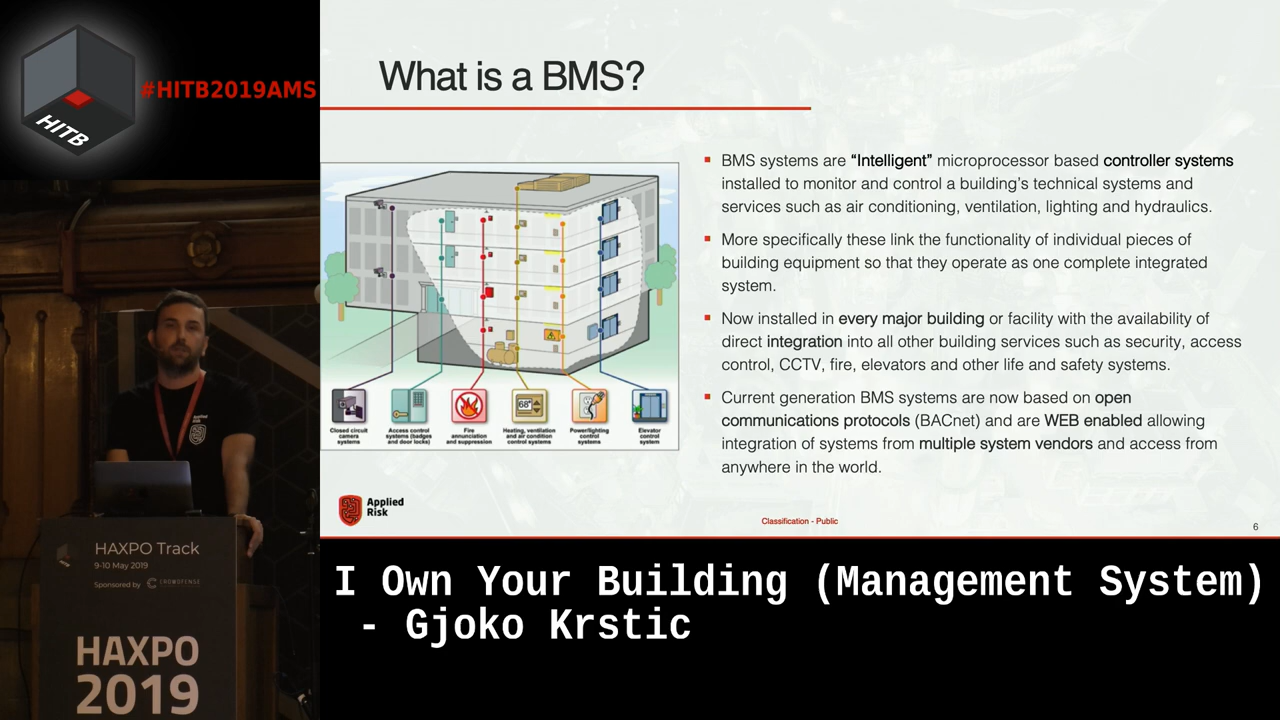 HITB
#HITB2019AMS
What is a BMS?
BMS systems are “Intelligent” microprocessor based controller systems
installed to monitor and control a building’s technical systems and
services such as air conditioning, ventilation, lighting and hydraulics.
More specifically these link the functionality of individual pieces of
building equipment so that they operate as one complete integrated
system.
Now installed in every major building or facility with the availability of
direct integration into all other building services such as security, access
control, CCTV, fire, elevators and other life and safety systems.
Current generation BMS systems are now based on open
communications protocols (BACnet) and are WEB enabled allowing
integration of systems from multiple system vendors and access from
anywhere in the world.
68°
Closed circuit
camera
systems
Access control
systems (badges
and door locks)
Fire
annunciation
and suppression
Heating, ventilation
and air condition
control systems
Power/lighting
control
systems
Elevator
control
system
Applied
Risk
Classification - Public
6
Applied
Risk
HAXPO Track
9-10 May 2019
Sponsored by CROWDFENSE
HAXPO
2019
I Own Your Building (Management System)
- Gjoko Krstic